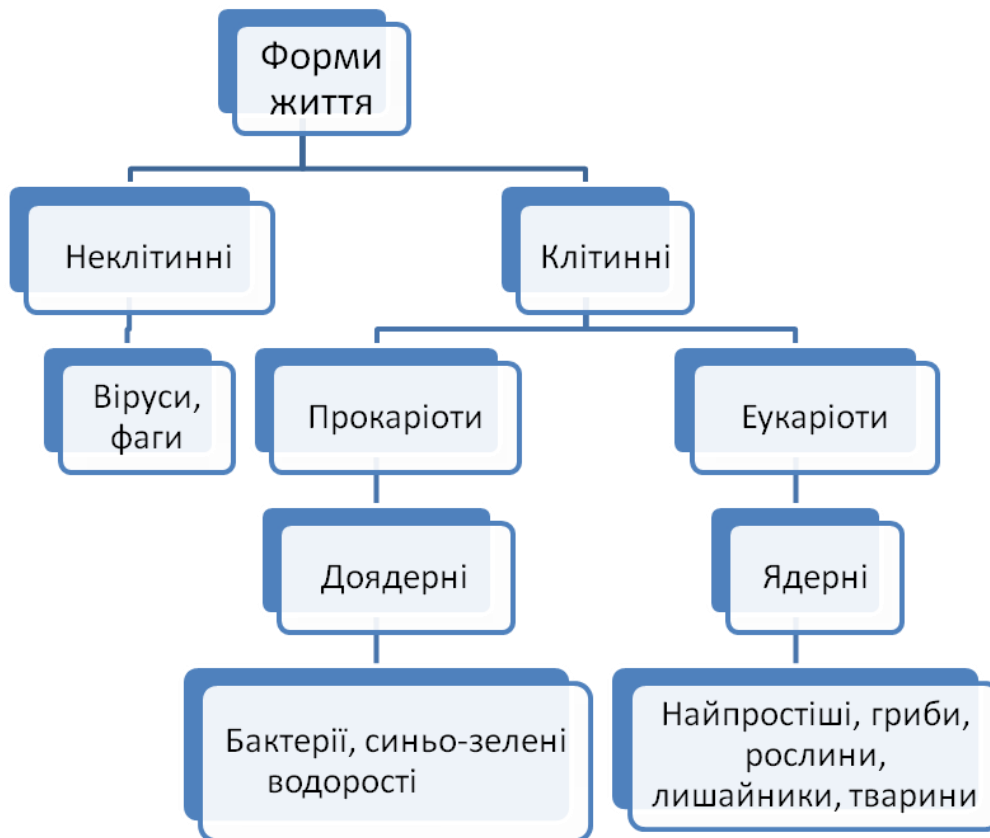 Форми
життя
Неклітинні
Клітинні
Віруси,
фаги
Прокаріоти
Еукаріоти
Доядерні
Ядерні
Бактерії, синьо-зелені
водорості
Найпростіші, гриби,
рослини,
лишайники, тварини